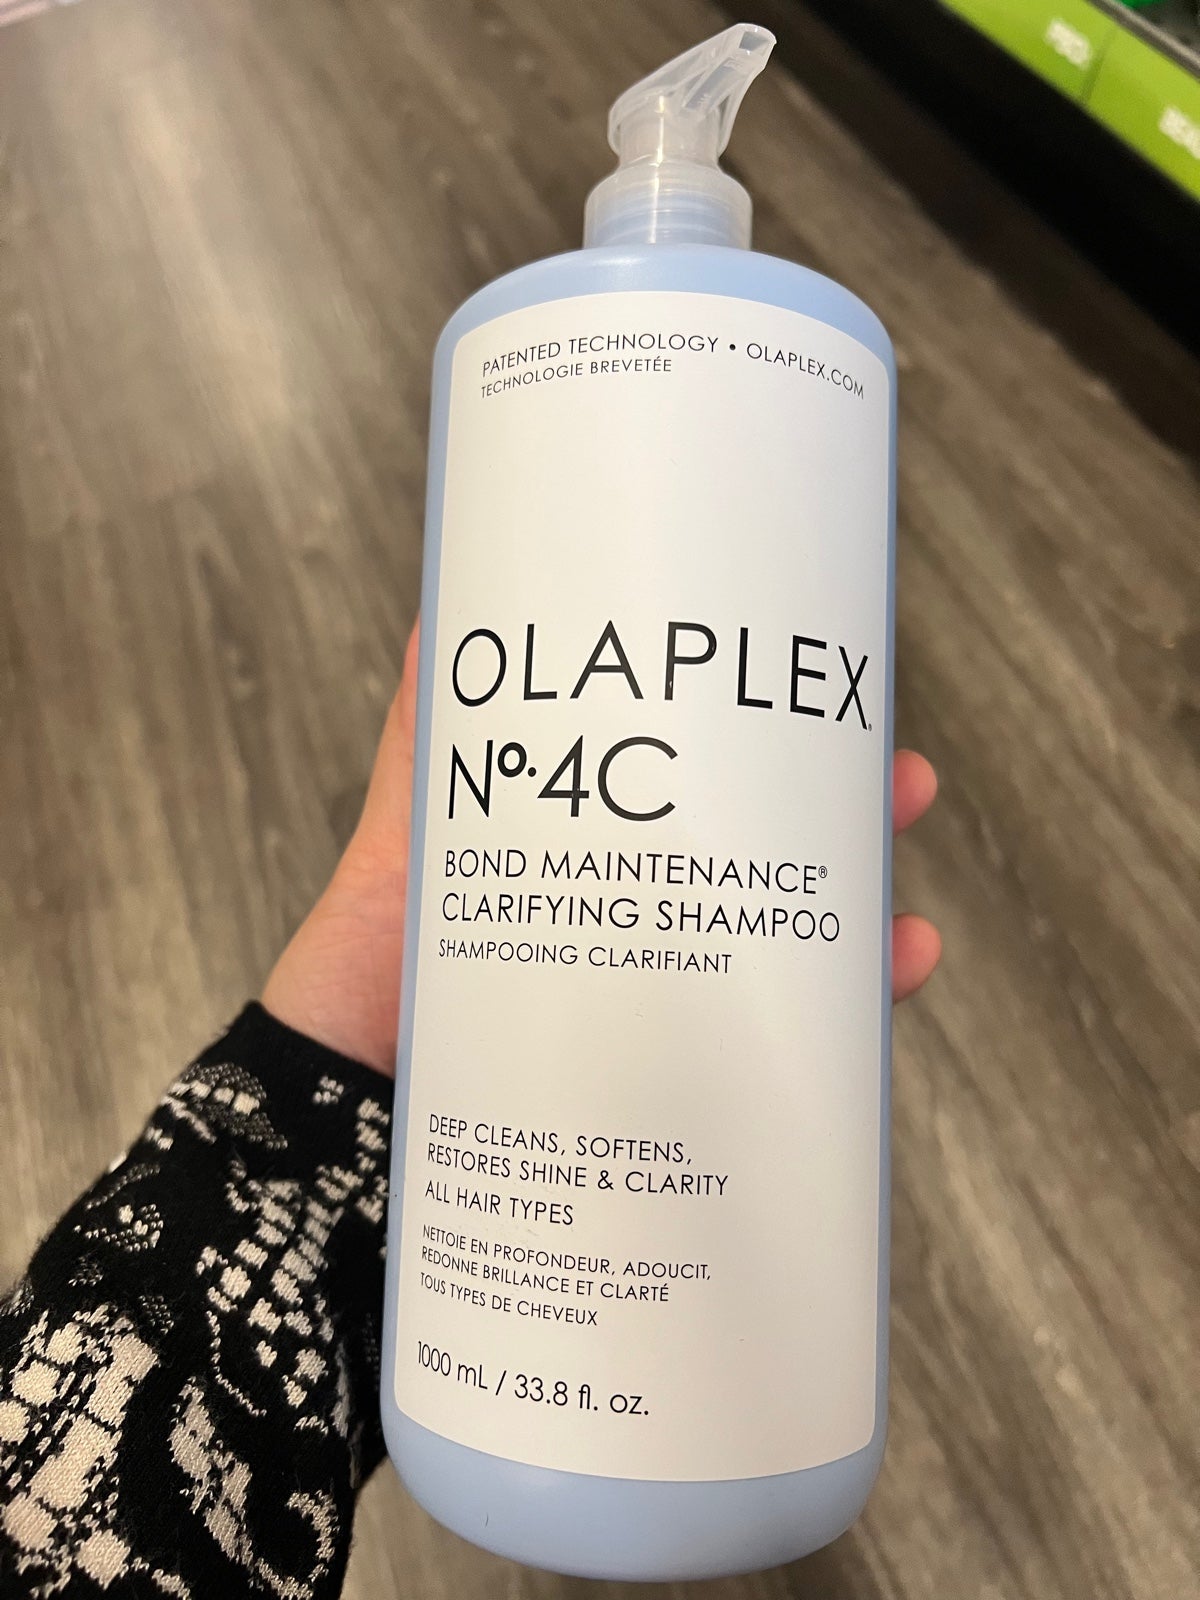 PATENTED TECHNOLOGY • OLAPLEX.COM
TECHNOLOGIE BREVETÉE
OLAPLEX®
Nº.4C
BOND MAINTENANCE®
CLARIFYING SHAMPOO
SHAMPOOING CLARIFIANT
DEEP CLEANS, SOFTENS,
RESTORES SHINE & CLARITY
ALL HAIR TYPES
NETTOIE EN PROFONDEUR, ADOUCIT,
REDONNE BRILLANCE ET CLARTÉ
TOUS TYPES DE CHEVEUX
1000 mL / 33.8 fl. oz.